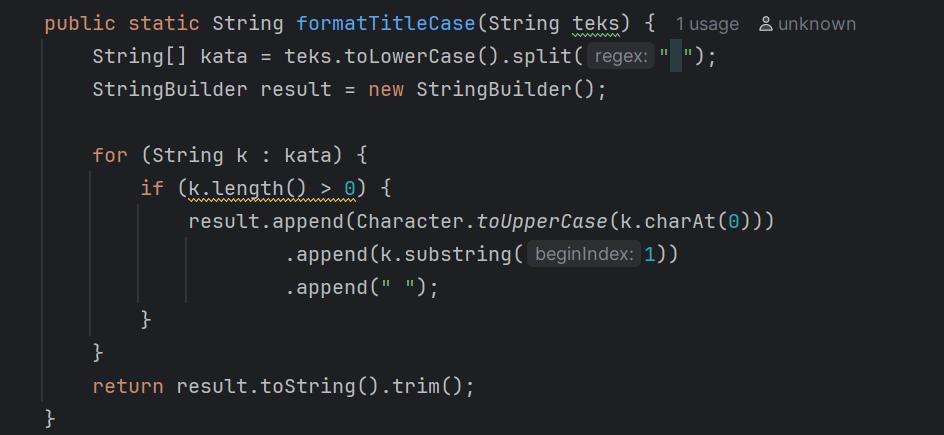 public static String formatTitleCase(String teks) { 1 usage unknown
String[] kata = teks.toLowerCase().split( regex: " ");
StringBuilder result = new StringBuilder();
for (String k : kata) {
if (k.length() > 0) {
result.append(Character.toUpperCase(k.charAt(0)))
.append(k.substring( beginIndex: 1))
.append(" ");
}
}
return result.toString().trim();
}